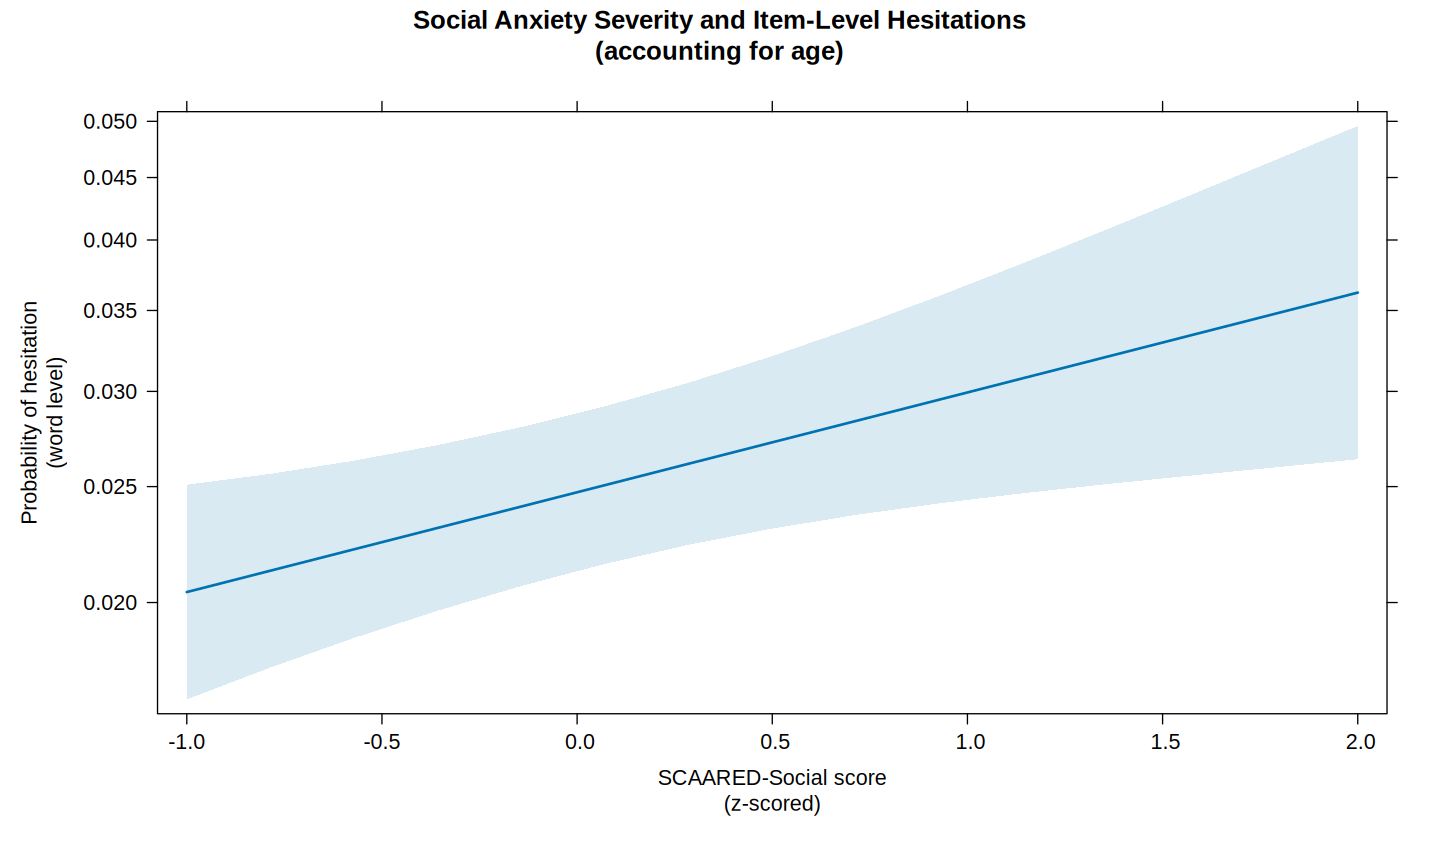 Social Anxiety Severity and Item-Level Hesitations
(accounting for age)
0.050
0.045
0.040
0.035
0.030
0.025
0.020
Probability of hesitation
(word level)
-1.0
-0.5
0.0
0.5
1.0
1.5
2.0
SCAARED-Social score
(z-scored)